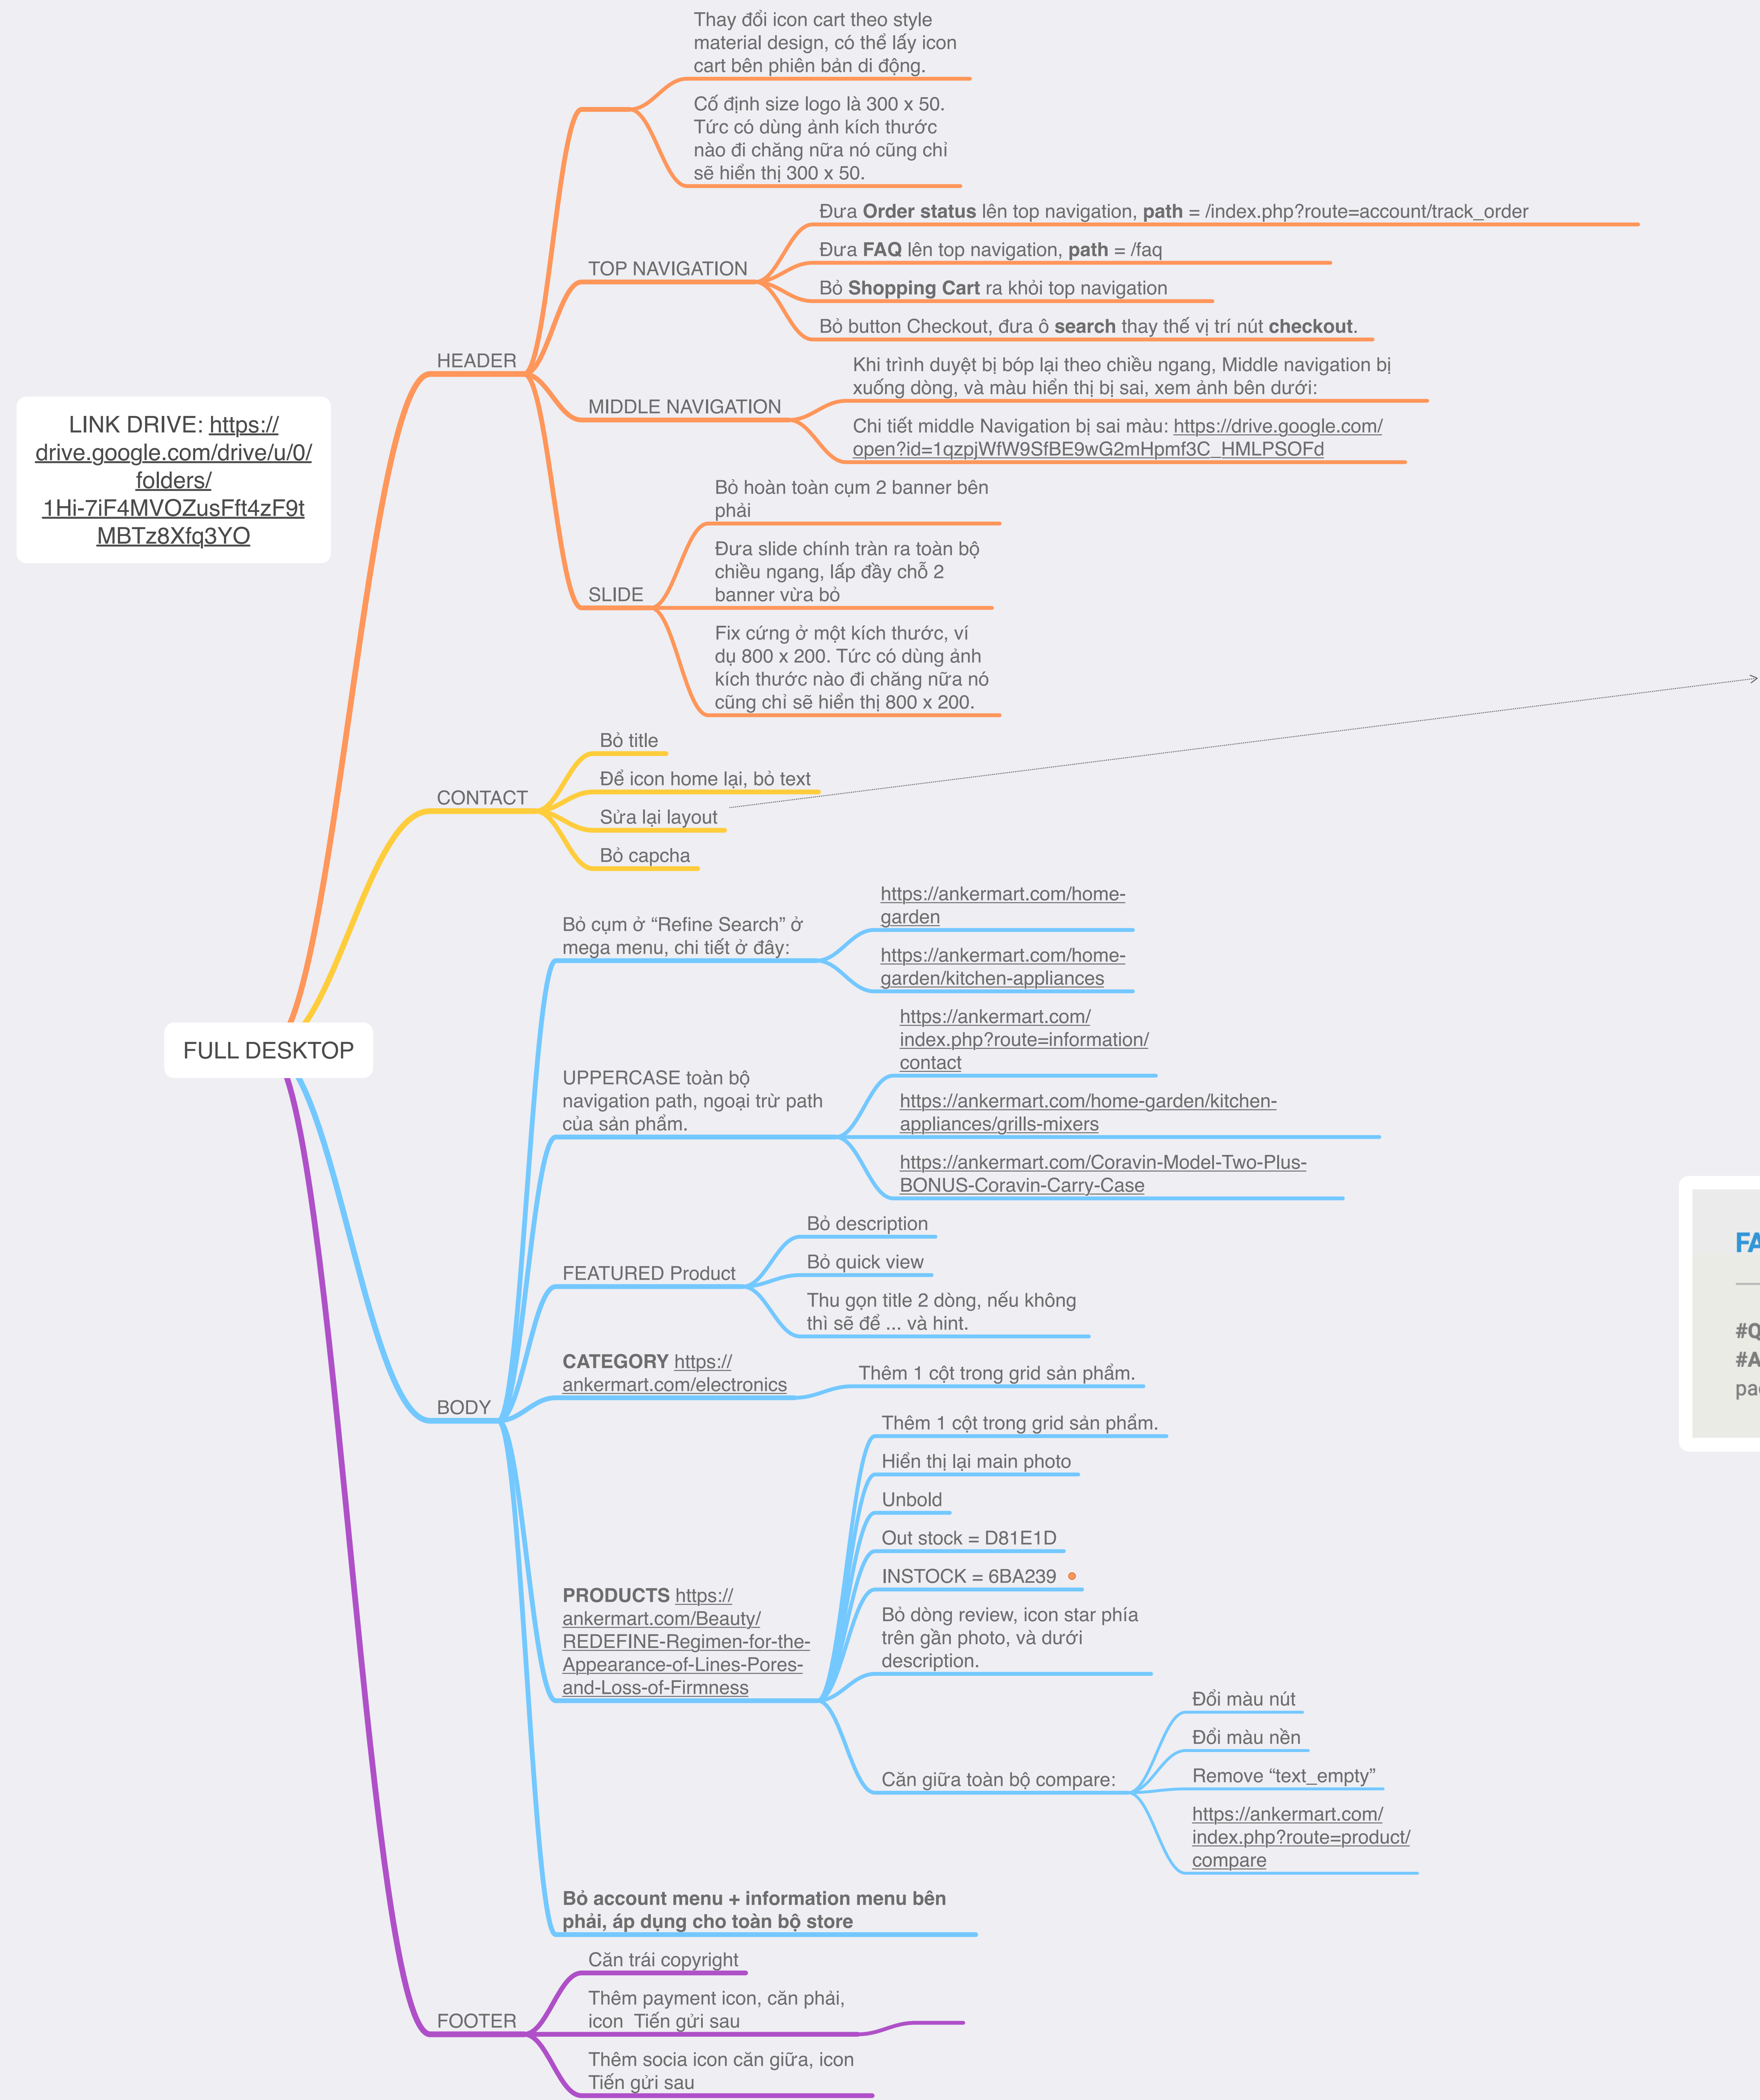 Thay đổi icon cart theo style
material design, có thể lấy icon
cart bên phiên bản di động.
Cố định size logo là 300 x 50.
Tức có dùng ảnh kích thước
nào đi chăng nữa nó cũng chỉ
sẽ hiển thị 300 x 50.
HEADER
TOP NAVIGATION
Đưa Order status lên top navigation, path = /index.php?route=account/track_order
Đưa FAQ lên top navigation, path = /faq
Bỏ Shopping Cart ra khỏi top navigation
Bỏ button Checkout, đưa ô search thay thế vị trí nút checkout.
MIDDLE NAVIGATION
Khi trình duyệt bị bóp lại theo chiều ngang, Middle navigation bị
xuống dòng, và màu hiển thị bị sai, xem ảnh bên dưới:
Chi tiết middle Navigation bị sai màu: https://drive.google.com/
open?id=1qzpjWfW9SfBE9wG2mHpmf3C_HMLPSOFd
SLIDE
Bỏ hoàn toàn cụm 2 banner bên
phải
Đưa slide chính tràn ra toàn bộ
chiều ngang, lấp đầy chỗ 2
banner vừa bỏ
Fix cứng ở một kích thước, ví
dụ 800 x 200. Tức có dùng ảnh
kích thước nào đi chăng nữa nó
cũng chỉ sẽ hiển thị 800 x 200.
LINK DRIVE: https://
drive.google.com/drive/u/0/
folders/
1Hi-7iF4MVOZusFft4zF9t
MBTz8Xfq3YO
CONTACT
Bỏ title
Để icon home lại, bỏ text
Sửa lại layout
Bỏ capcha
FULL DESKTOP
BODY
Bỏ cụm ở “Refine Search” ở
mega menu, chi tiết ở đây:
https://ankermart.com/home-
garden
https://ankermart.com/home-
garden/kitchen-appliances
UPPERCASE toàn bộ
navigation path, ngoại trừ path
của sản phẩm.
https://ankermart.com/
index.php?route=information/
contact
https://ankermart.com/home-garden/kitchen-
appliances/grills-mixers
https://ankermart.com/Coravin-Model-Two-Plus-
BONUS-Coravin-Carry-Case
FEATURED Product
Bỏ description
Bỏ quick view
Thu gọn title 2 dòng, nếu không
thì sẽ để ... và hint.
CATEGORY https://
ankermart.com/electronics
Thêm 1 cột trong grid sản phẩm.
PRODUCTS https://
ankermart.com/Beauty/
REDEFINE-Regimen-for-the-
Appearance-of-Lines-Pores-
and-Loss-of-Firmness
Thêm 1 cột trong grid sản phẩm.
Hiển thị lại main photo
Unbold
Out stock = D81E1D
INSTOCK = 6BA239
Bỏ dòng review, icon star phía
trên gần photo, và dưới
description.
Căn giữa toàn bộ compare:
Đổi màu nút
Đổi màu nền
Remove “text_empty”
https://ankermart.com/
index.php?route=product/
compare
Bỏ account menu + information menu bên
phải, áp dụng cho toàn bộ store
FOOTER
Căn trái copyright
Thêm payment icon, căn phải,
icon Tiến gửi sau
Thêm socia icon căn giữa, icon
Tiến gửi sau
FA
#Q
#A